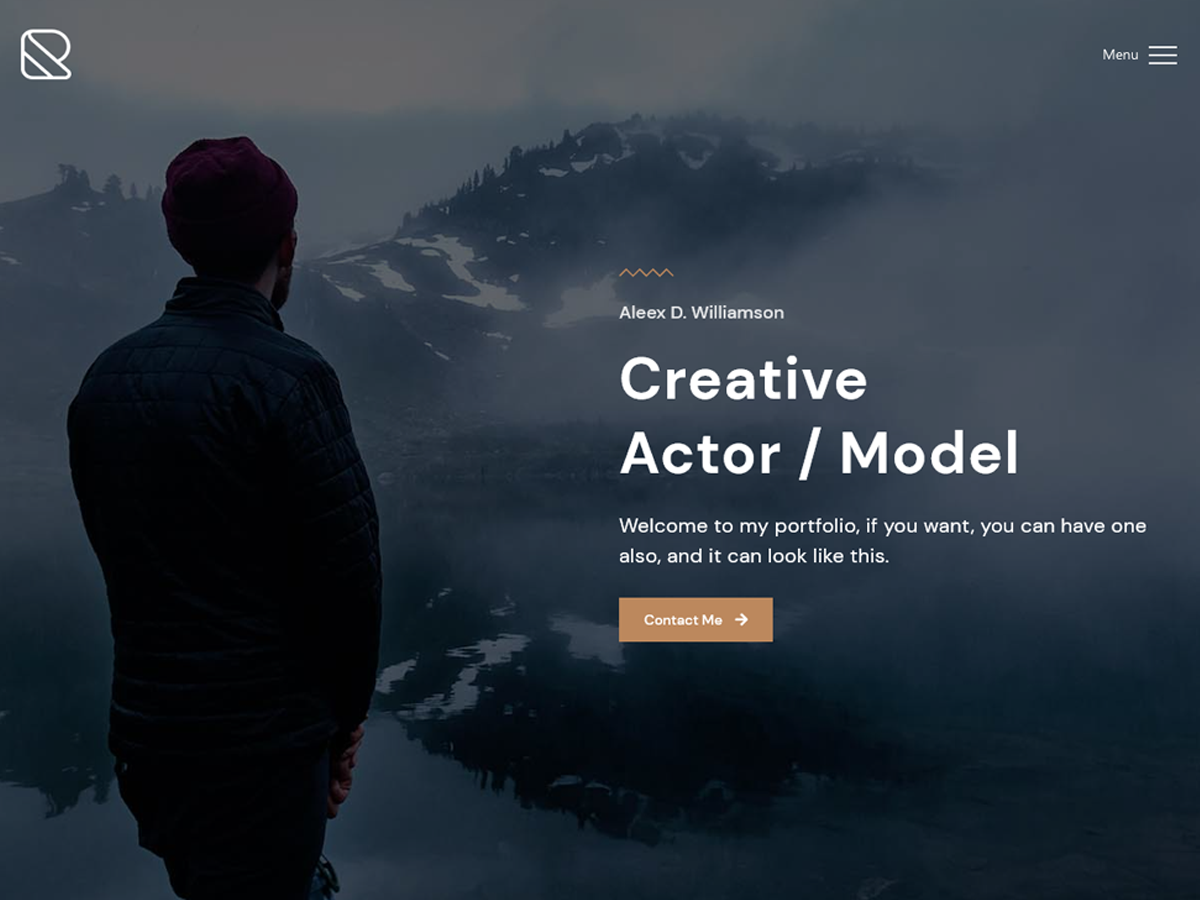 Menu
Aleex D. Williamson
Creative
Actor / Model
Welcome to my portfolio, if you want, you can have one
also, and it can look like this.
Contact Me